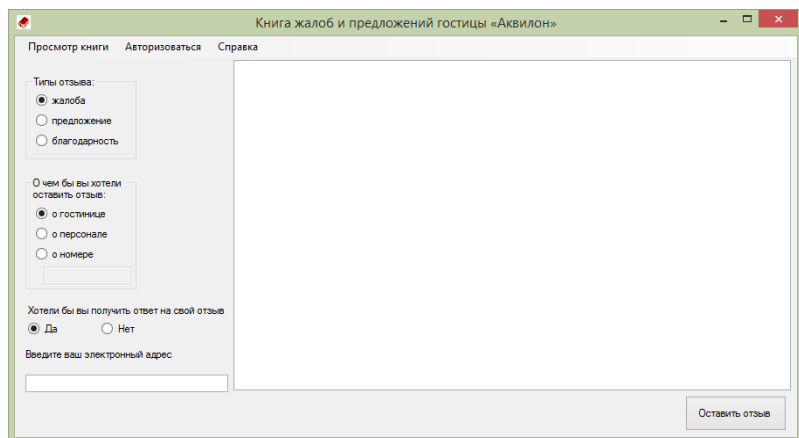 Книга жалоб и предложений гостицы «Аквилон»
Просмотр книги Авторизоваться Справка
Типы отзыва:
жалоба
предложение
благодарность
О чем бы вы хотели
оставить отзыв:
о гостинице
о персонале
о номере
Хотели бы вы получить ответ на свой отзыв
Да Нет
Введите ваш электронный адрес
Оставить отзыв